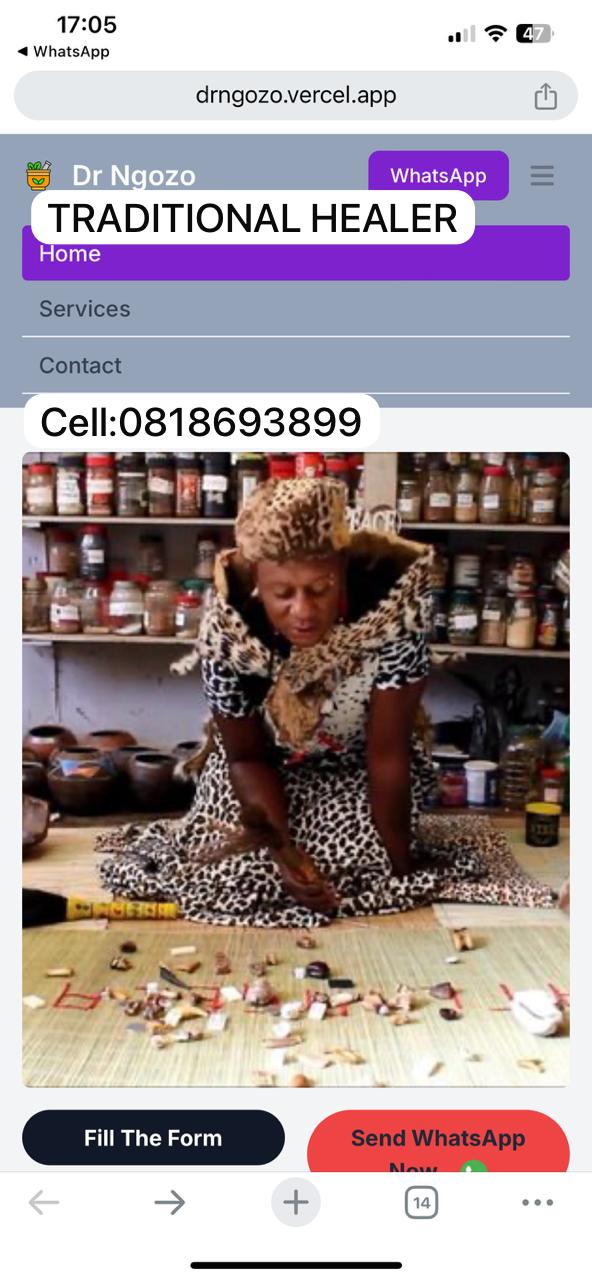 17:05
47
◀ WhatsApp
drngozo.vercel.app
Dr Ngozo
WhatsApp
TRADITIONAL HEALER
Home
Services
Contact
Cell:0818693899
PEACE
Fill The Form
Send WhatsApp
Now
14